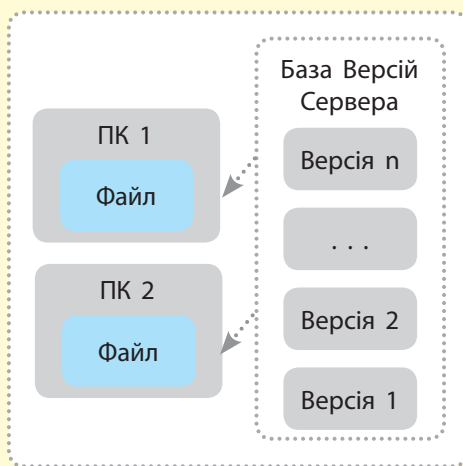 База Версій
Сервера
ПК 1
Файл
ПК 2
Файл
Версія n
. . .
Версія 2
Версія 1